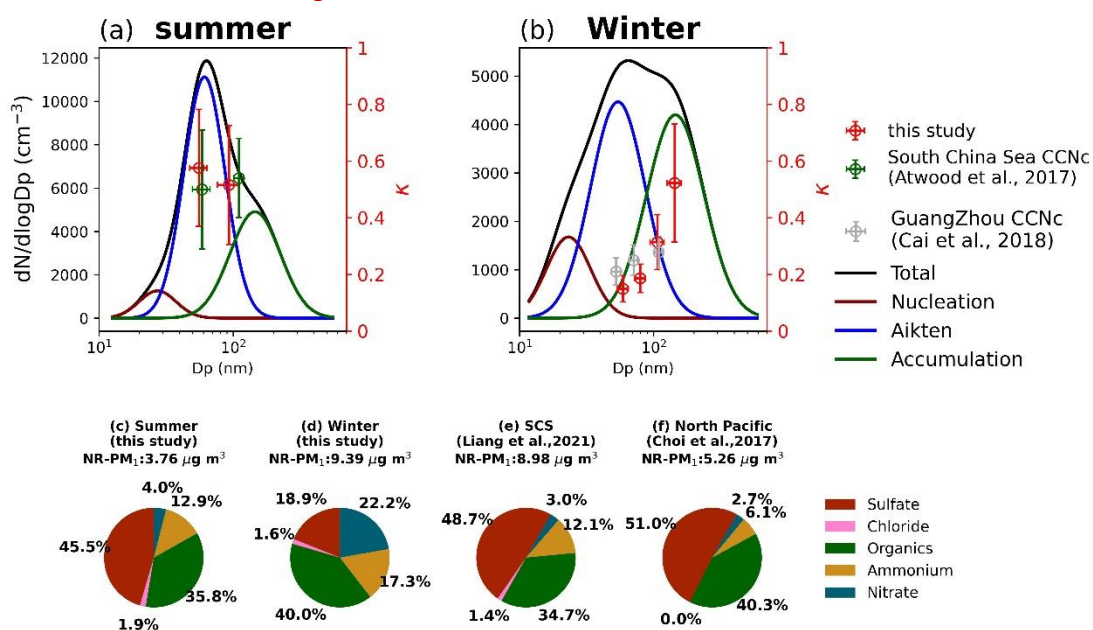 (a) summer
(b) Winter
12000
10000
8000
6000
4000
2000
0
dN/dlogDp (cm⁻³)
1
0.8
0.6
0.4
0.2
0
κ
10¹
10²
Dp (nm)
5000
4000
3000
2000
1000
0
1
0.8
0.6
0.4
0.2
0
κ
10¹
10²
Dp (nm)
this study
South China Sea CCNc
(Atwood et al., 2017)
GuangZhou CCNc
(Cai et al., 2018)
Total
Nucleation
Aikten
Accumulation
(c) Summer
(this study)
NR-PM₁:3.76 μg m³
4.0%
12.9%
45.5%
35.8%
1.9%
(d) Winter
(this study)
NR-PM₁:9.39 μg m³
18.9%
22.2%
1.6%
17.3%
40.0%
(e) SCS
(Liang et al.,2021)
NR-PM₁:8.98 μg m³
3.0%
48.7%
12.1%
1.4%
34.7%
(f) North Pacific
(Choi et al.,2017)
NR-PM₁:5.26 μg m³
2.7%
51.0%
6.1%
0.0%
40.3%
Sulfate
Chloride
Organics
Ammonium
Nitrate